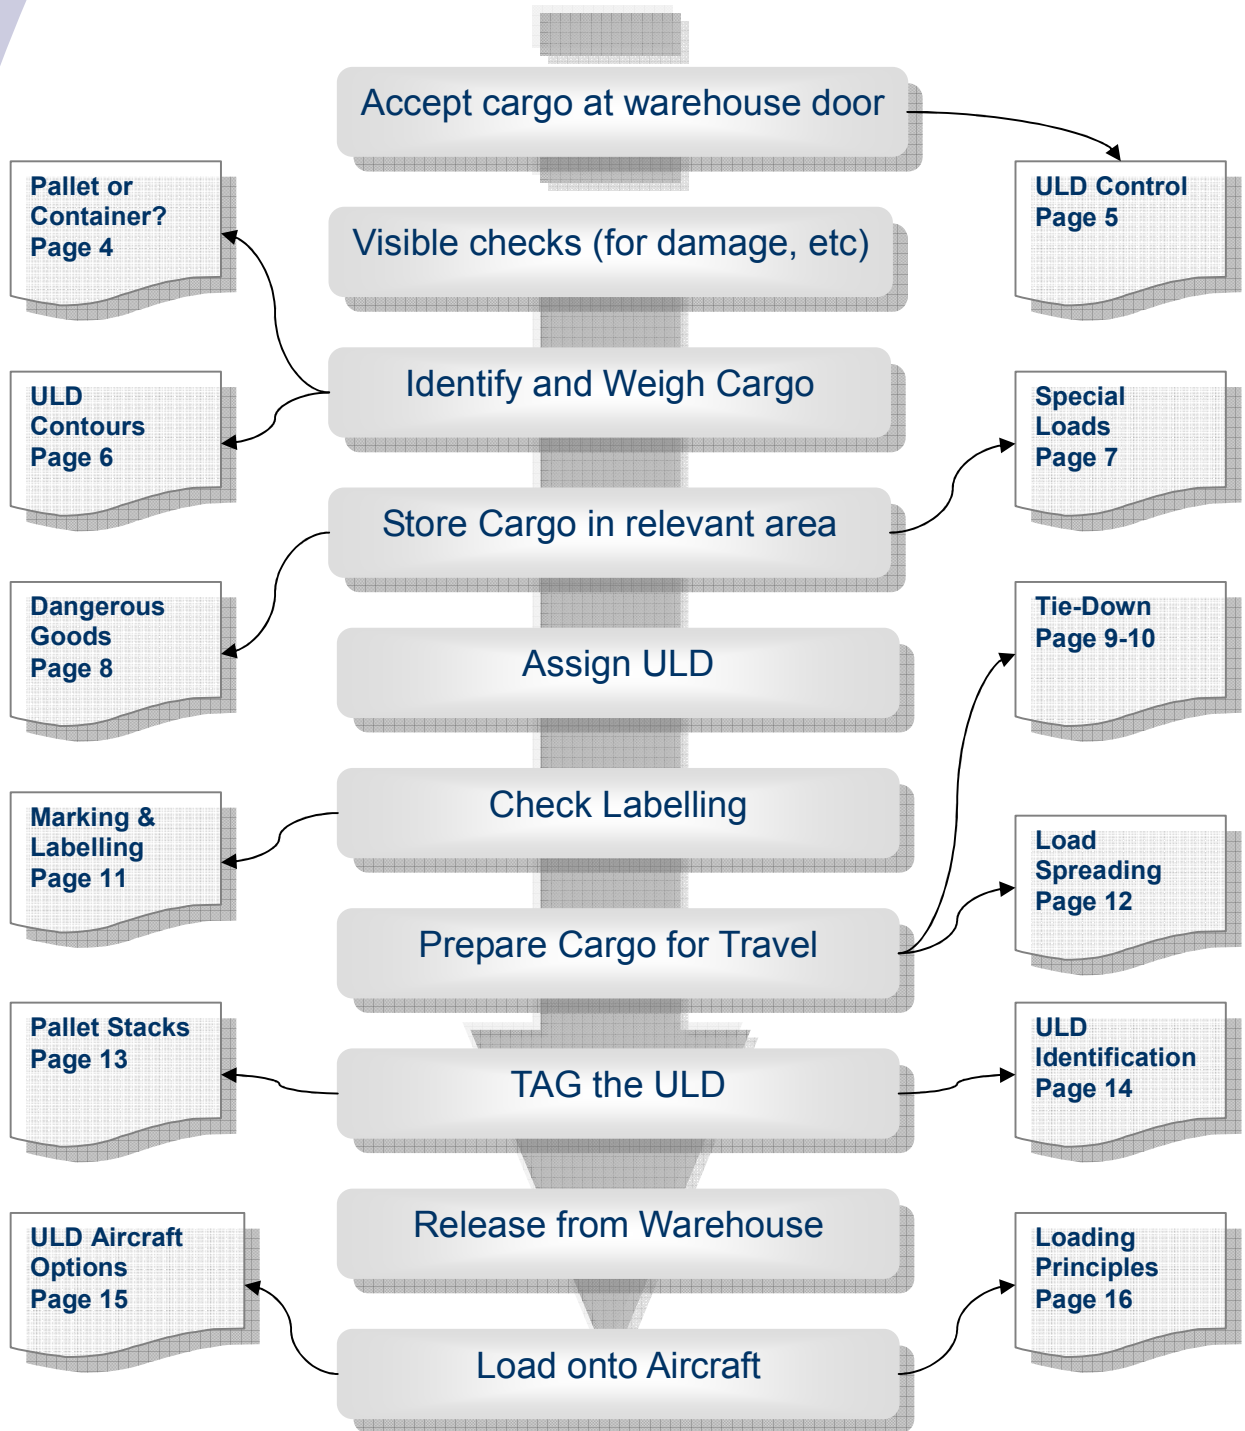 Accept cargo at warehouse door
Pallet or
Container?
Page 4
ULD Control
Page 5
Visible checks (for damage, etc)
Identify and Weigh Cargo
ULD
Contours
Page 6
Special
Loads
Page 7
Store Cargo in relevant area
Dangerous
Goods
Page 8
Tie-Down
Page 9-10
Assign ULD
Check Labelling
Marking &
Labelling
Page 11
Load
Spreading
Page 12
Prepare Cargo for Travel
Pallet Stacks
Page 13
ULD
Identification
Page 14
TAG the ULD
Release from Warehouse
ULD Aircraft
Options
Page 15
Loading
Principles
Page 16
Load onto Aircraft